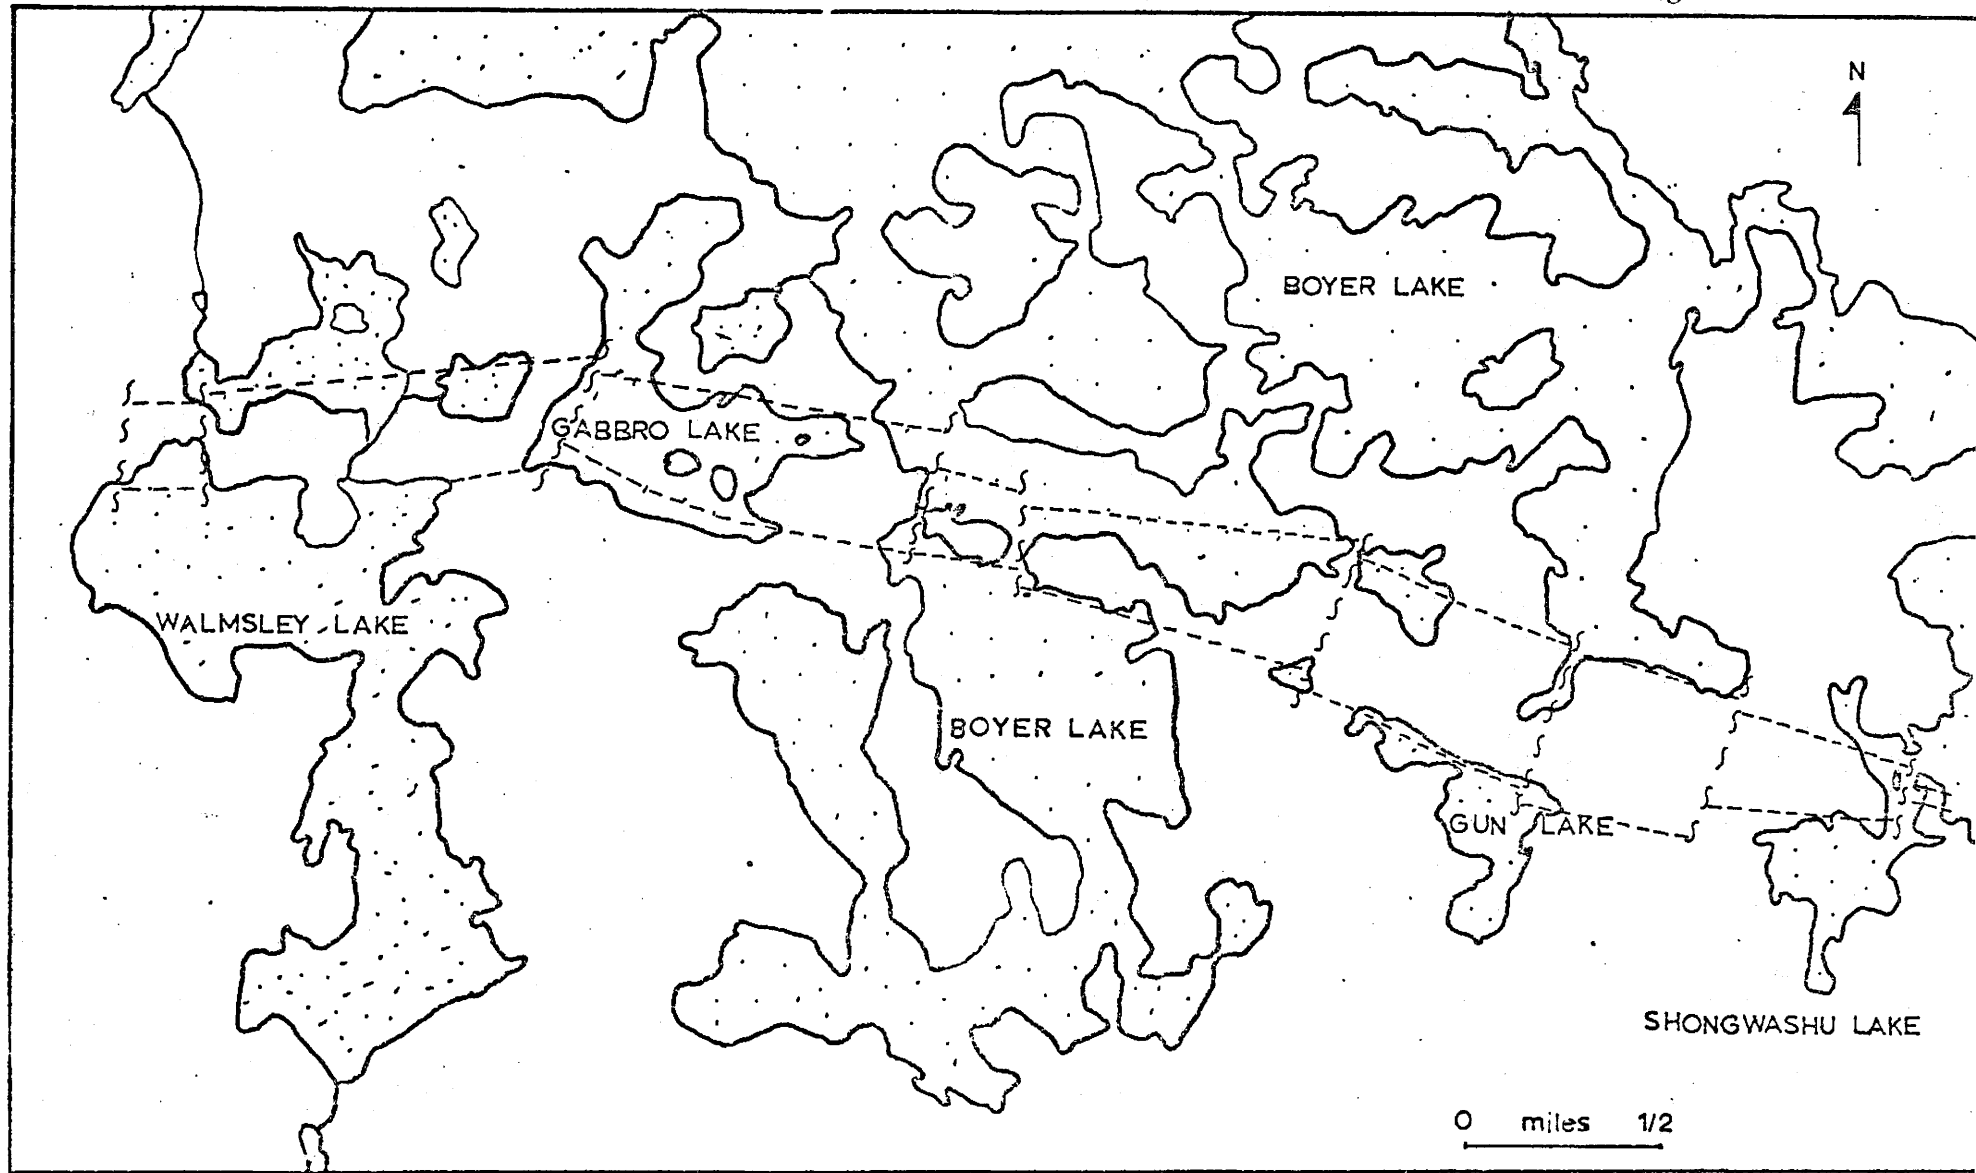 N
BOYER LAKE
GABBRO LAKE
WALMSLEY LAKE
BOYER LAKE
GUN LAKE
SHONGWASHU LAKE
0 miles 1/2